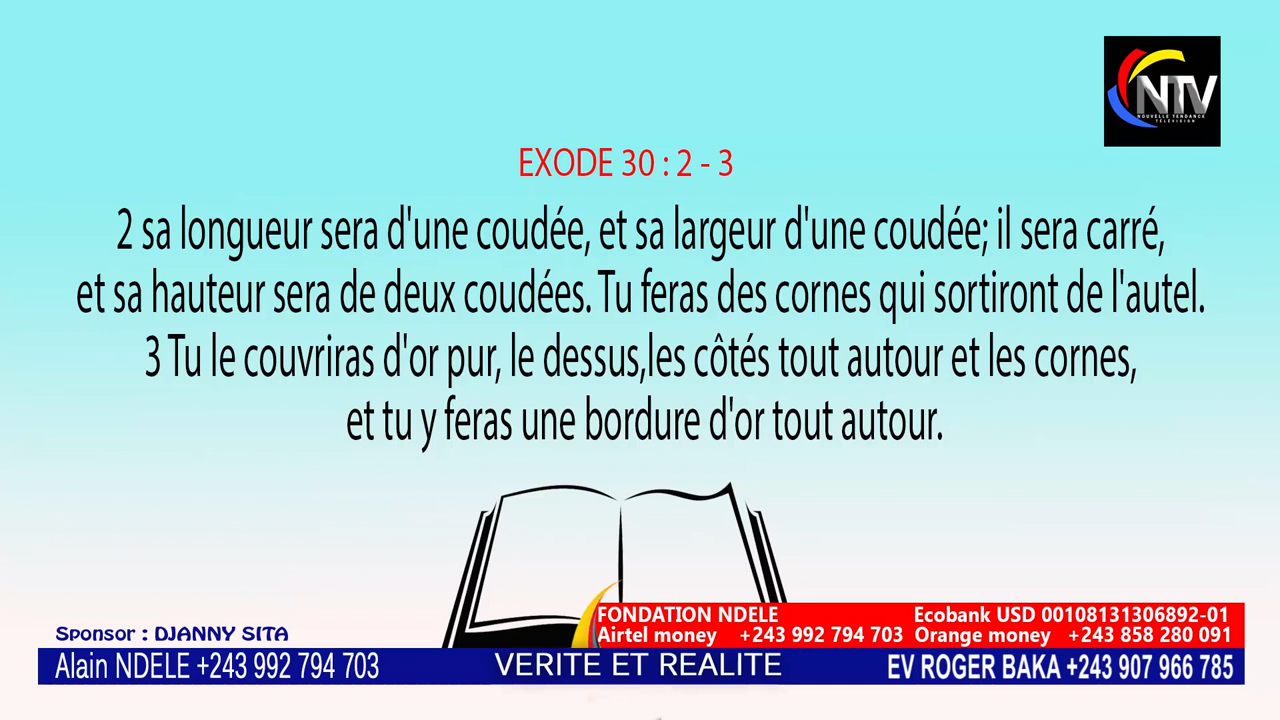 NTV
NOUVELLE TENDANCE
TÉLÉVISION
EXODE 30 : 2 - 3
2 sa longueur sera d'une coudée, et sa largeur d'une coudée; il sera carré,
et sa hauteur sera de deux coudées. Tu feras des cornes qui sortiront de l'autel.
3 Tu le couvriras d'or pur, le dessus,les côtés tout autour et les cornes,
et tu y feras une bordure d'or tout autour.
FONDATION NDELE Ecobank USD 00108131306892-01
Sponsor : DJANNY SITA
Airtel money +243 992 794 703 Orange money +243 858 280 091
Alain NDELE +243 992 794 703 VERITE ET REALITE EV ROGER BAKA +243 907 966 785